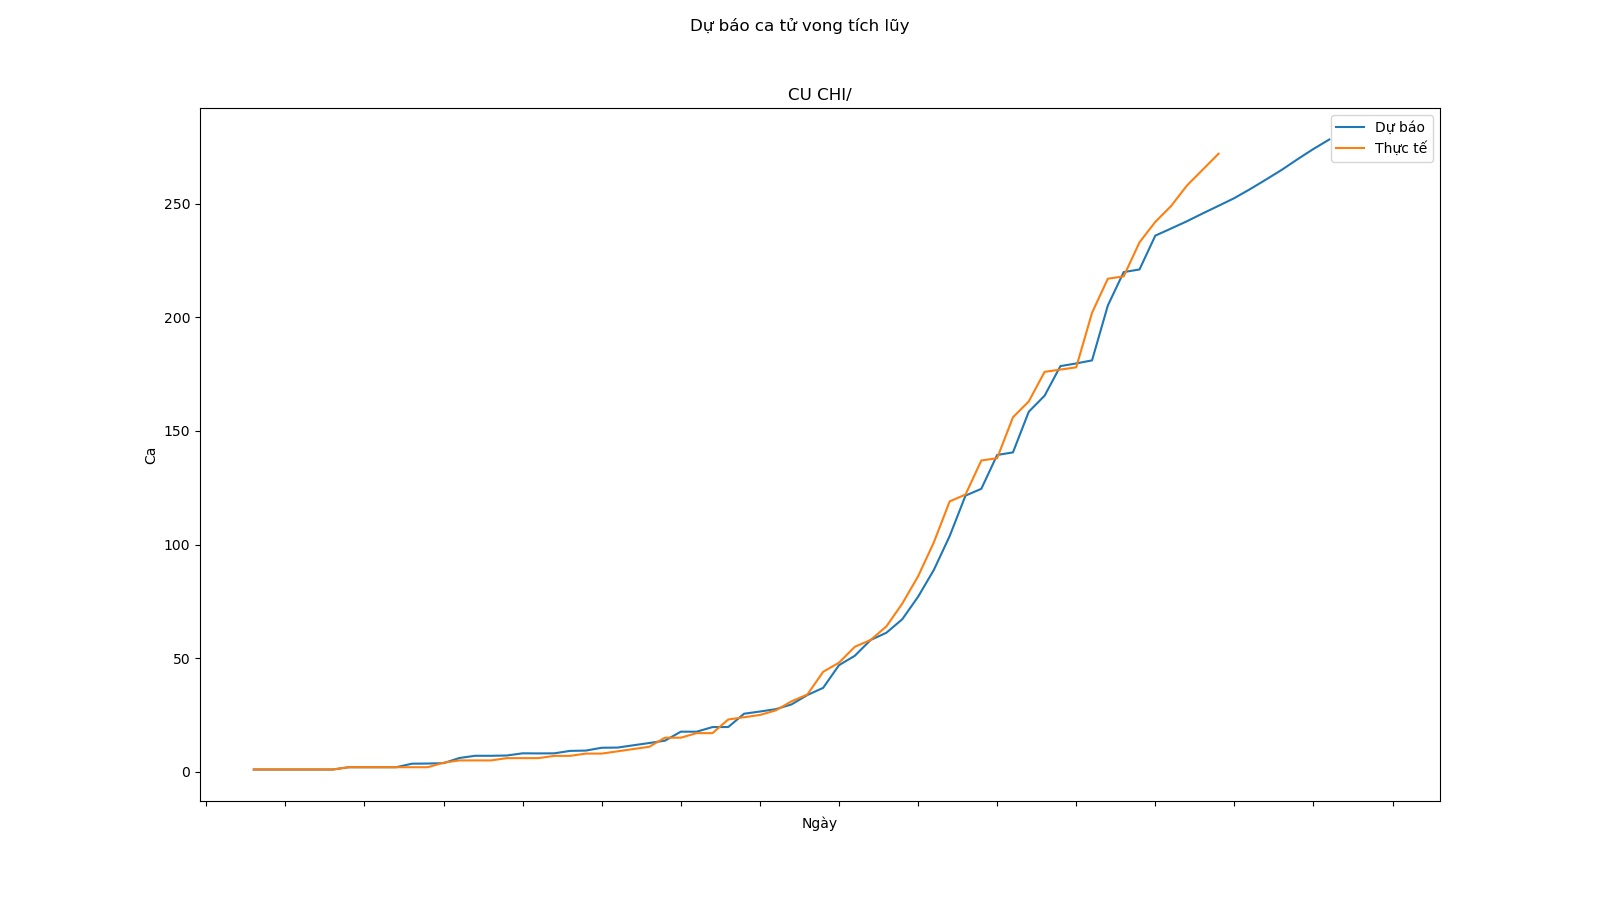 Dự báo ca tử vong tích lũy
CU CHI/
Dự báo
Thực tế
250
200
150
100
50
0
Ca
Ngày